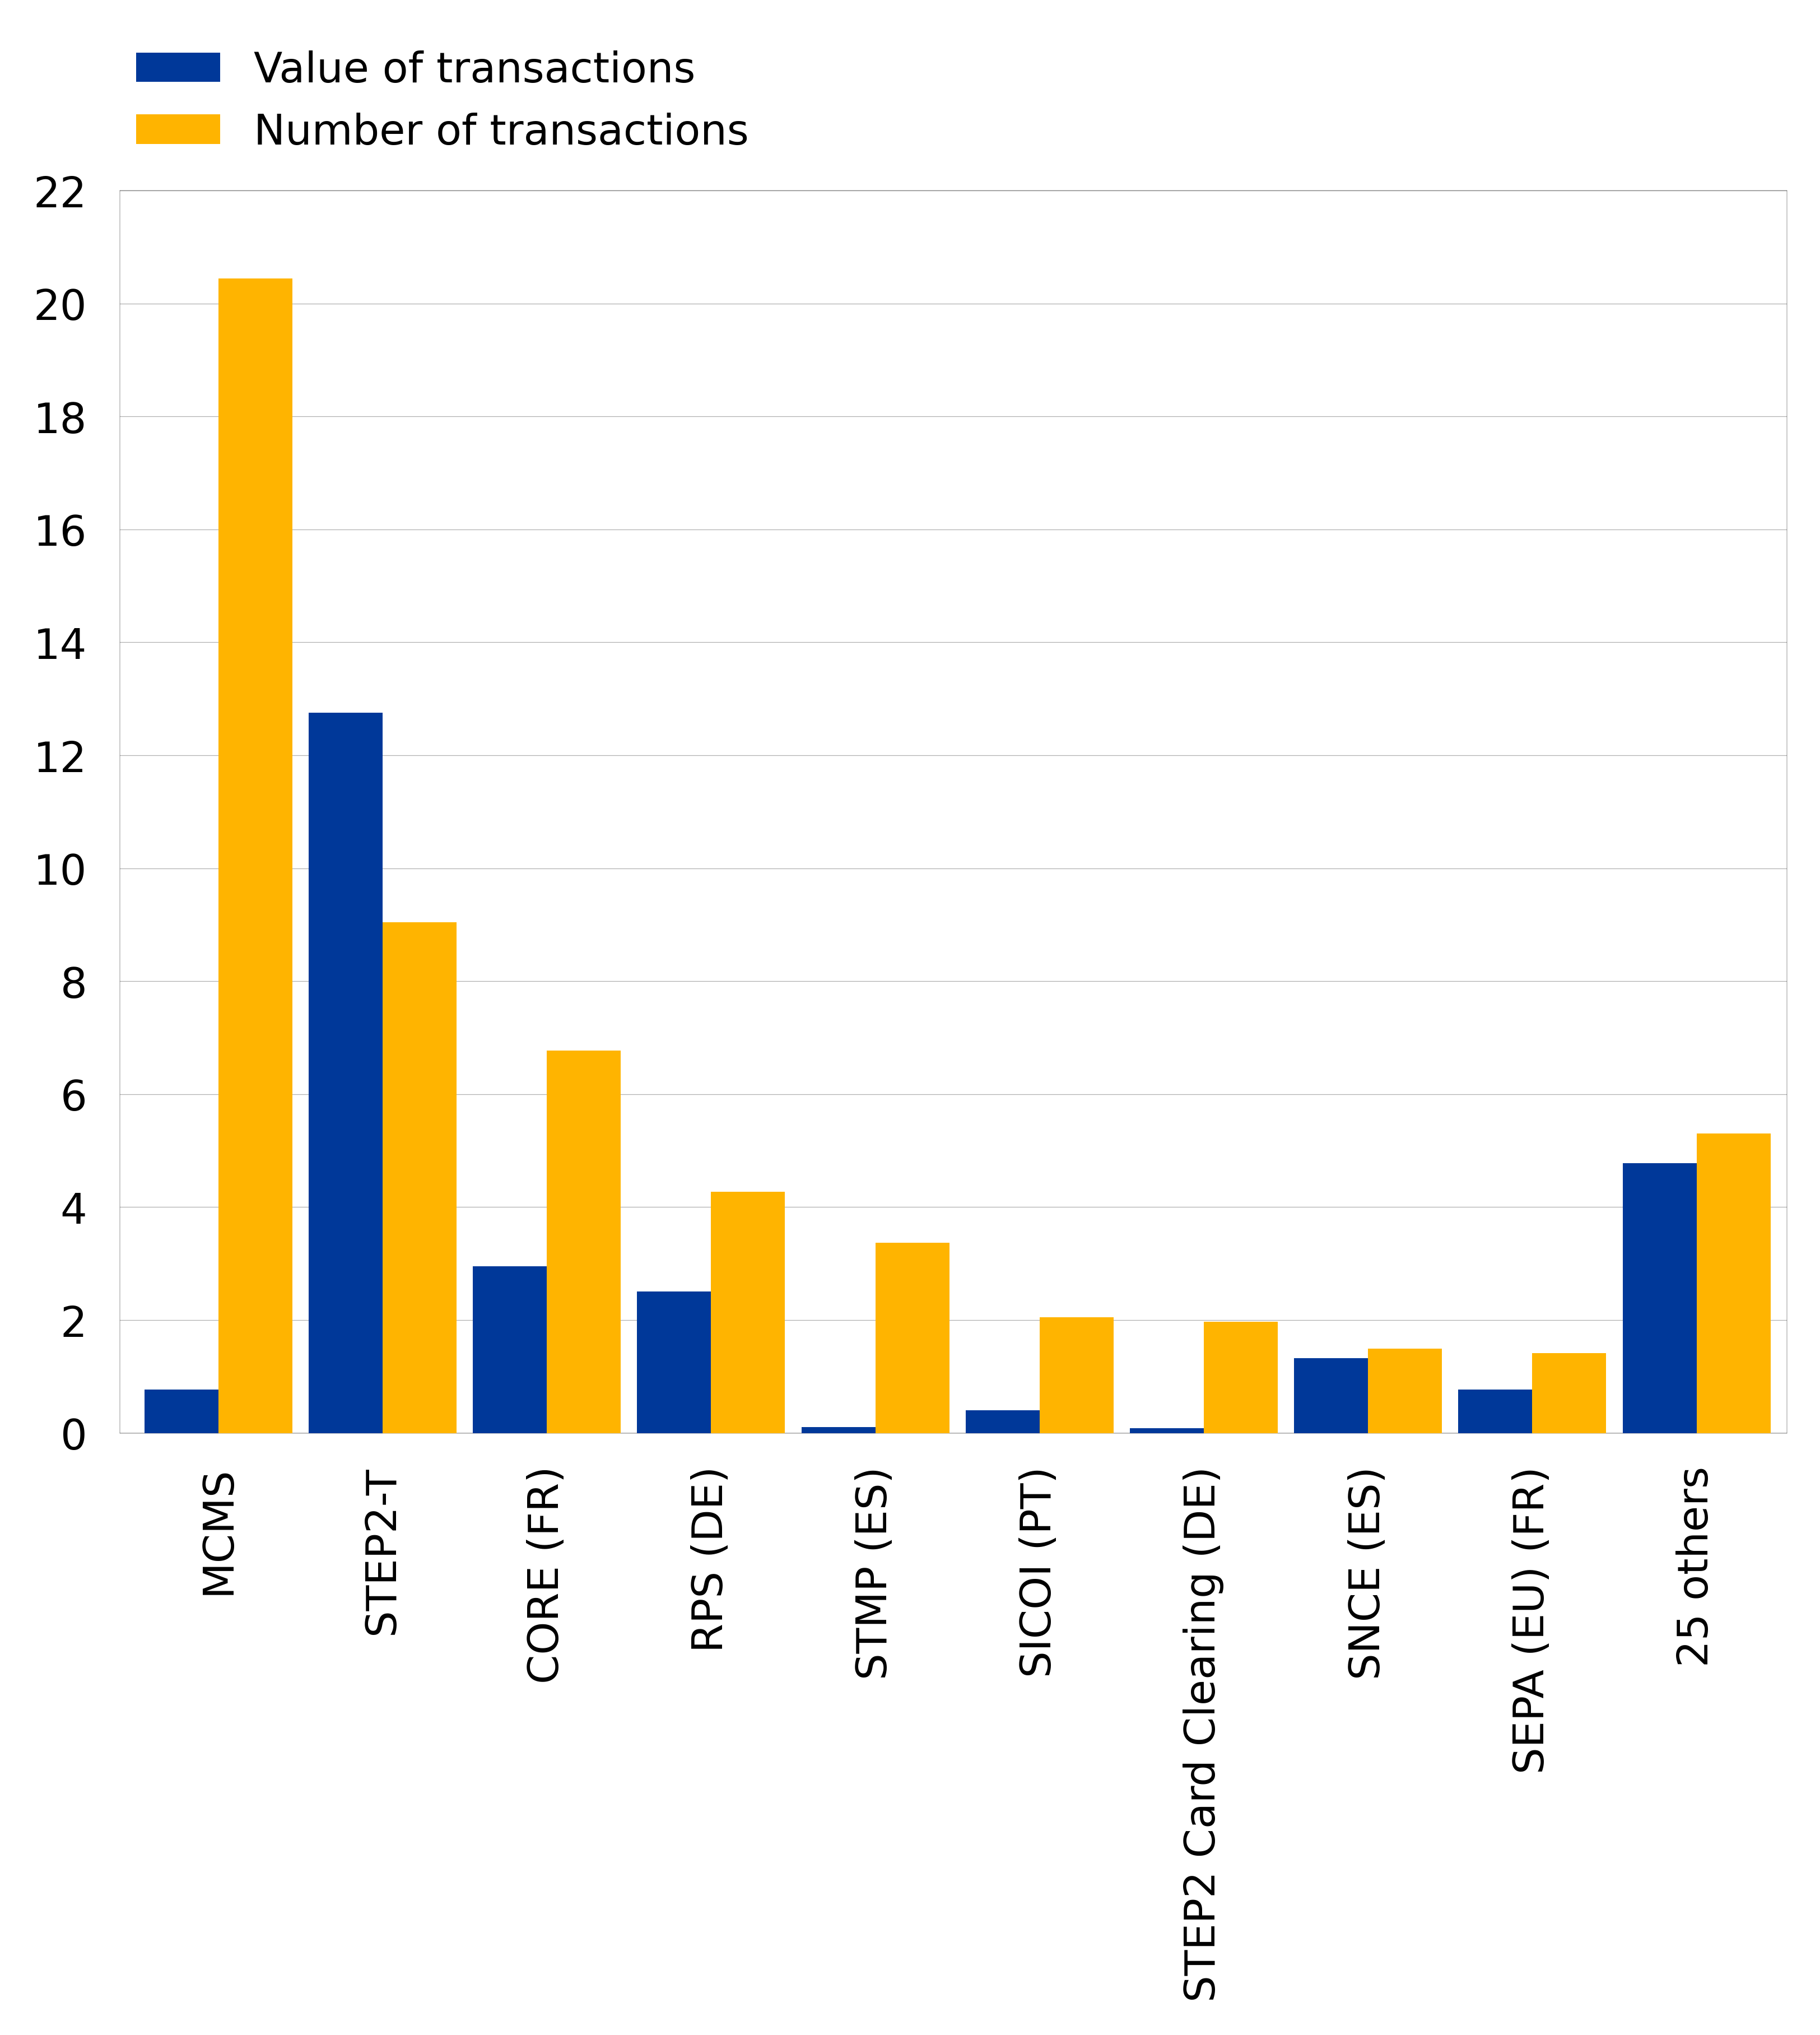 Value of transactions
Number of transactions
22
20
18
16
14
12
10
8
6
4
2
0
MCMS
STEP2-T
CORE (FR)
RPS (DE)
STMP (ES)
SICOI (PT)
STEP2 Card Clearing (DE)
SNCE (ES)
SEPA (EU) (FR)
25 others